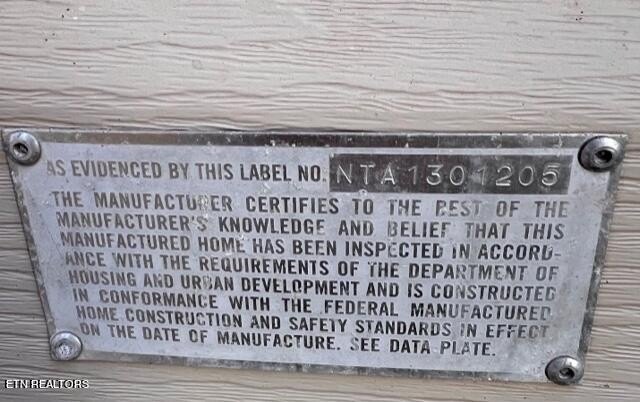 AS EVIDENCED BY THIS LABEL NO. NTA1301205
THE MANUFACTURER CERTIFIES TO THE BEST OF THE
MANUFACTURER'S KNOWLEDGE AND BELIEF THAT THIS
MANUFACTURED HOME HAS BEEN INSPECTED IN ACCORD-
ANCE WITH THE REQUIREMENTS OF THE DEPARTMENT OF
HOUSING AND URBAN DEVELOPMENT AND IS CONSTRUCTED
IN CONFORMANCE WITH THE FEDERAL MANUFACTURED
HOME CONSTRUCTION AND SAFETY STANDARDS IN EFFECT
ON THE DATE OF MANUFACTURE. SEE DATA PLATE.
ETN REALTORS